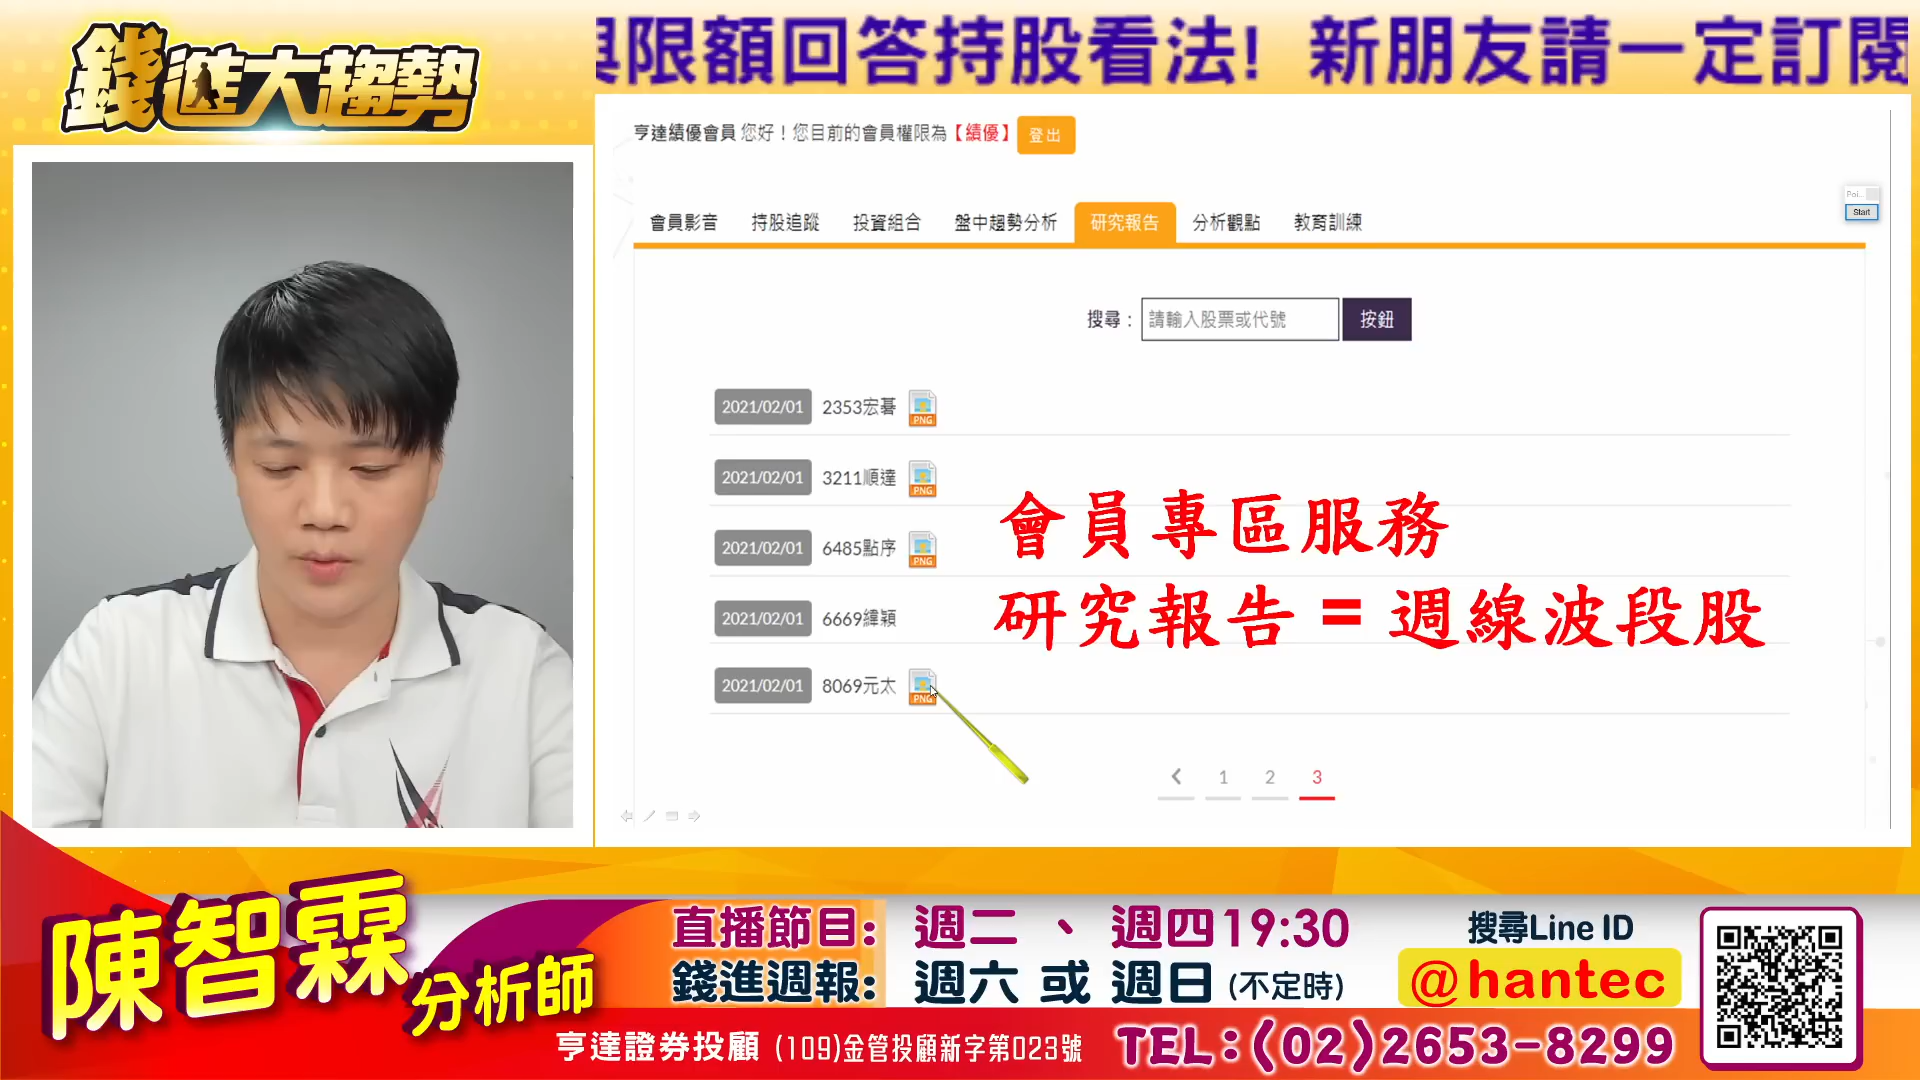 錢進大趨勢
限額回答持股看法! 新朋友請一定訂閱
亨達績優會員 您好！您目前的會員權限為【績優】 登出
Poi...
Start
會員影音 持股追蹤 投資組合 盤中趨勢分析 研究報告 分析觀點 教育訓練
搜尋： 請輸入股票或代號 按鈕
2021/02/01 2353宏碁 PNG
2021/02/01 3211順達 PNG
2021/02/01 6485點序 PNG
2021/02/01 6669緯穎
2021/02/01 8069元太 PNG
會員專區服務
研究報告 = 週線波段股
1 2 3
陳智霖 分析師
直播節目: 週二 、 週四19:30
錢進週報: 週六 或 週日 (不定時)
搜尋Line ID
@hantec
亨達證券投顧 (109)金管投顧新字第023號
TEL:(02)2653-8299